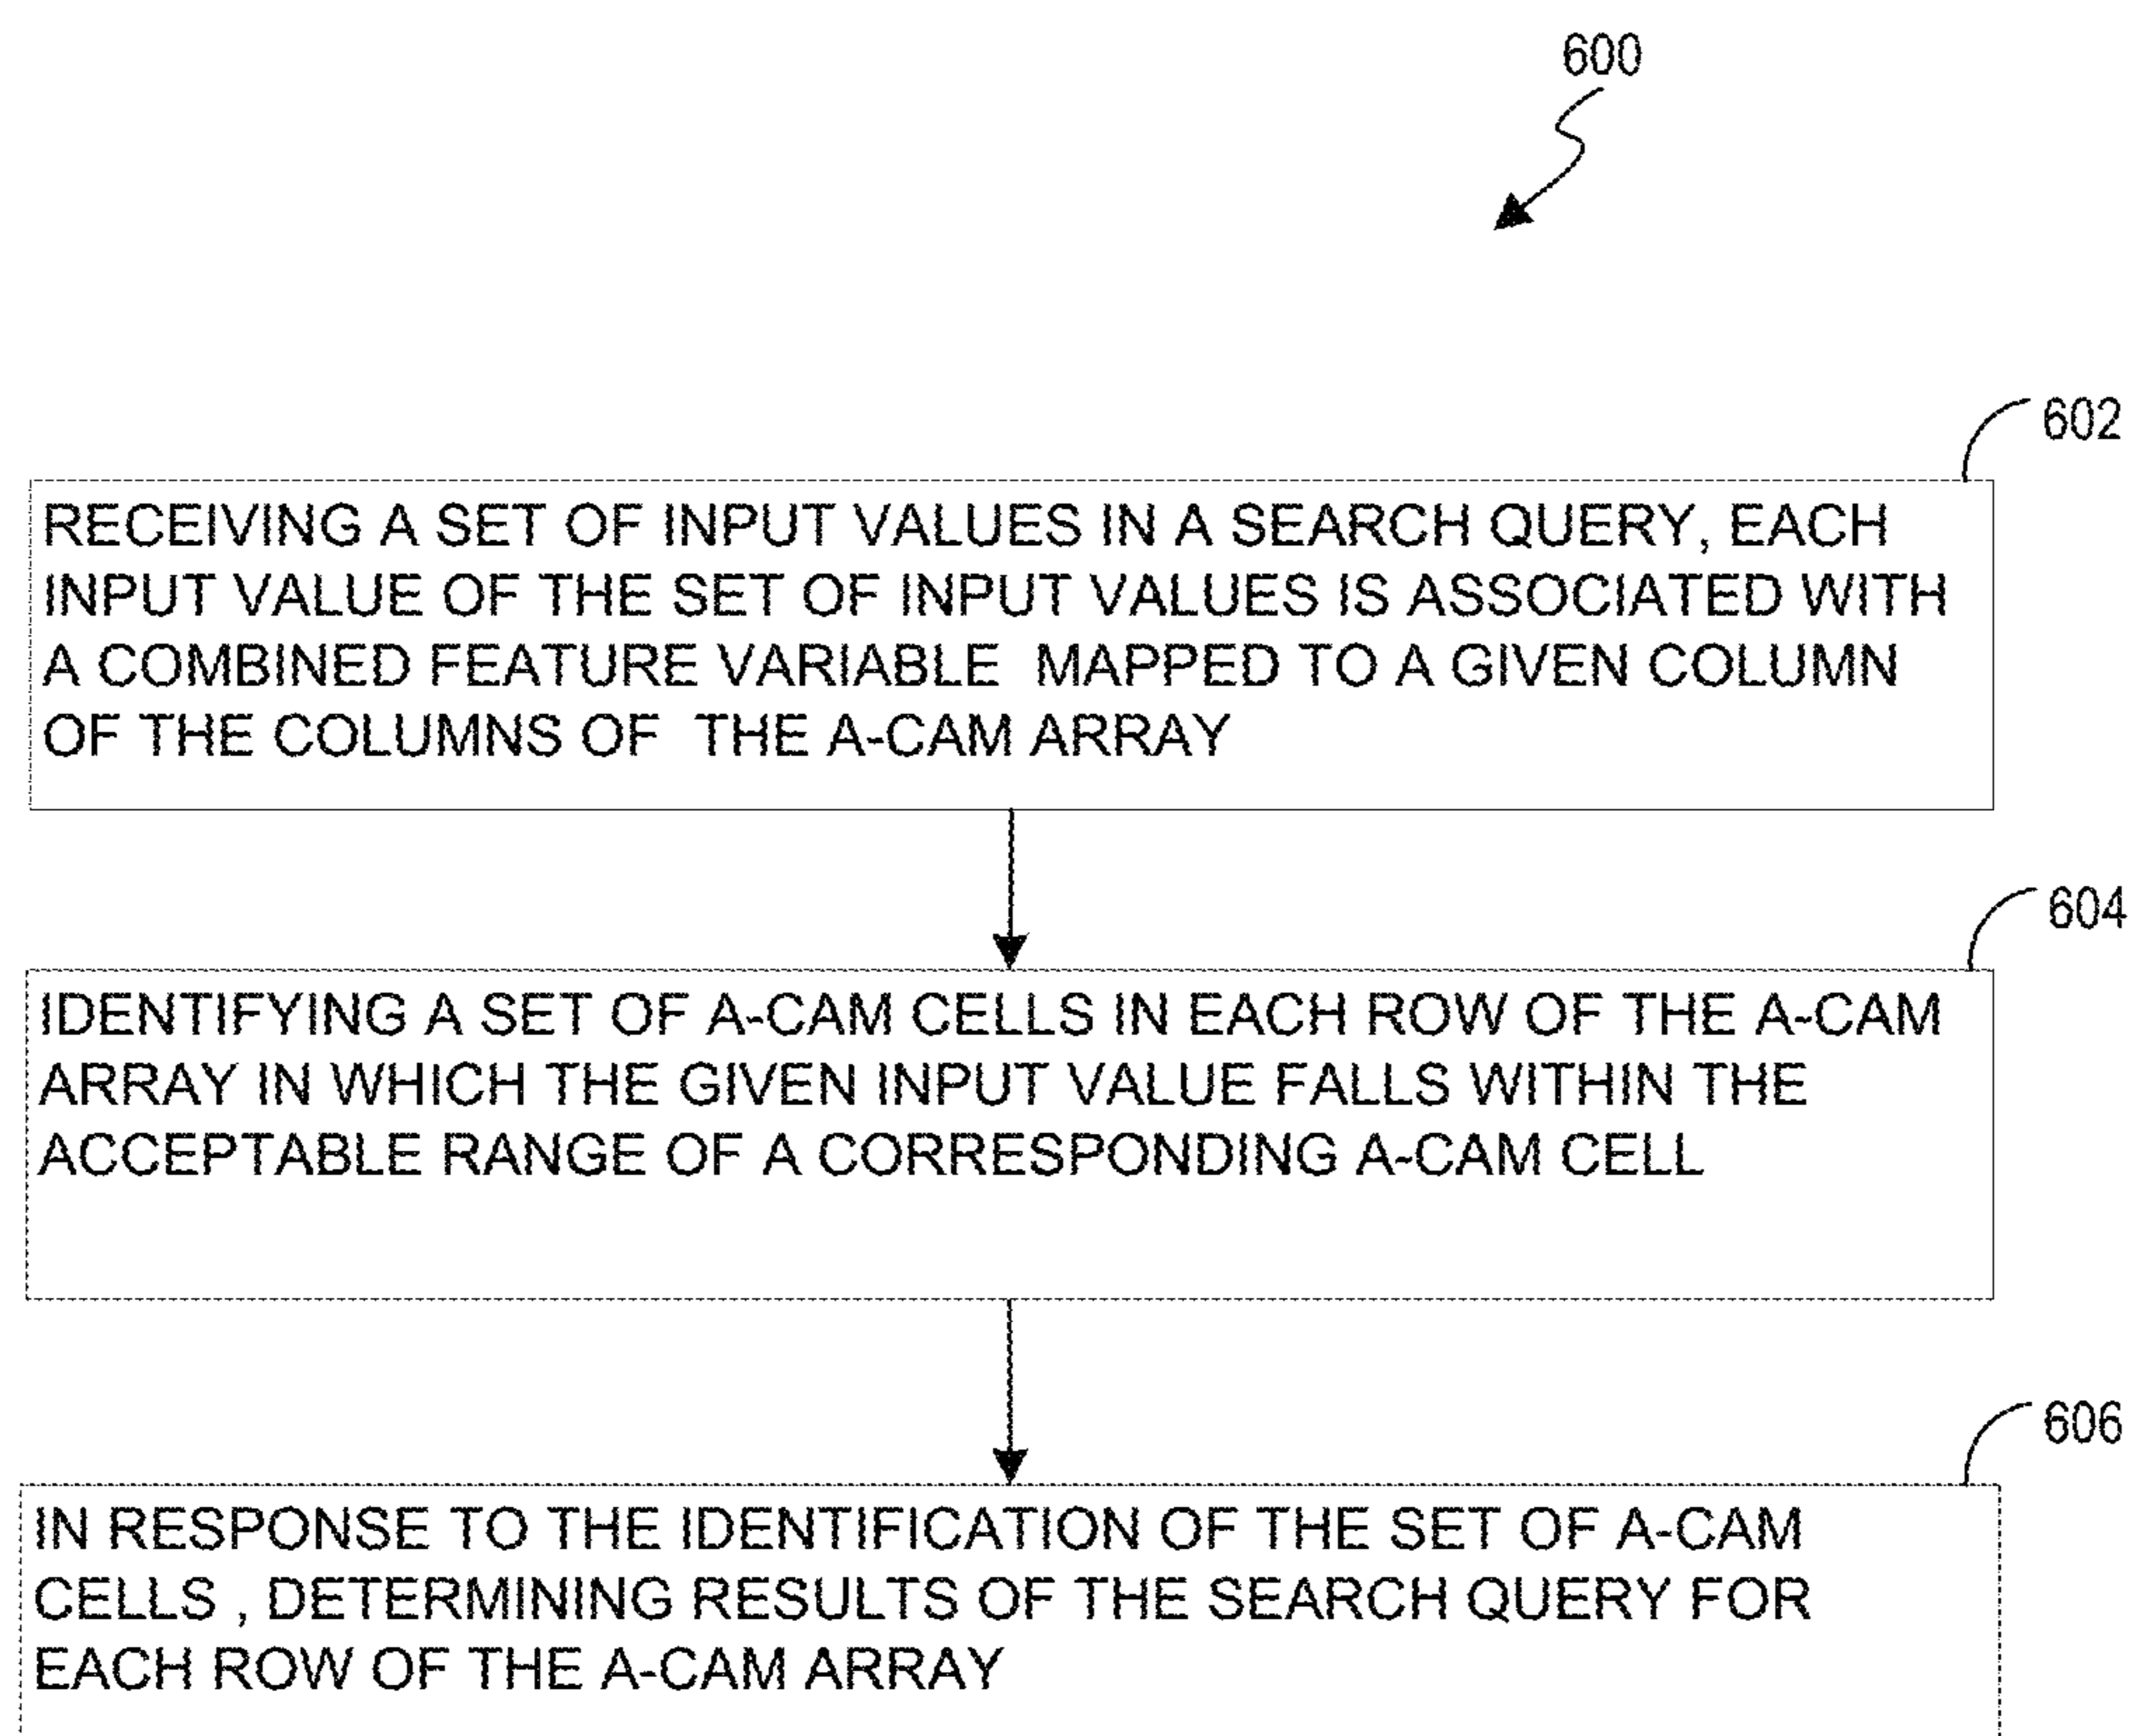 600
602
RECEIVING A SET OF INPUT VALUES IN A SEARCH QUERY, EACH
INPUT VALUE OF THE SET OF INPUT VALUES IS ASSOCIATED WITH
A COMBINED FEATURE VARIABLE MAPPED TO A GIVEN COLUMN
OF THE COLUMNS OF THE A-CAM ARRAY
604
IDENTIFYING A SET OF A-CAM CELLS IN EACH ROW OF THE A-CAM
ARRAY IN WHICH THE GIVEN INPUT VALUE FALLS WITHIN THE
ACCEPTABLE RANGE OF A CORRESPONDING A-CAM CELL
606
IN RESPONSE TO THE IDENTIFICATION OF THE SET OF A-CAM
CELLS , DETERMINING RESULTS OF THE SEARCH QUERY FOR
EACH ROW OF THE A-CAM ARRAY